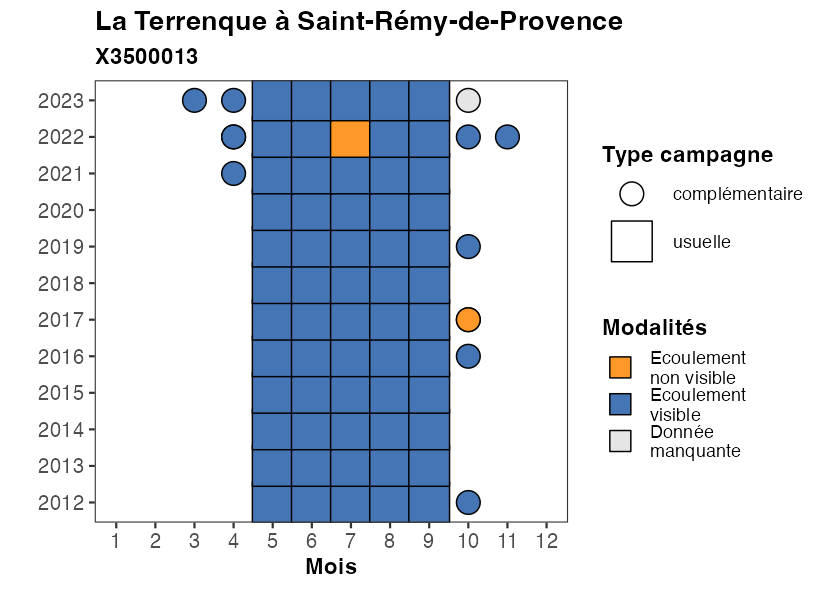 La Terrenque à Saint-Rémy-de-Provence
X3500013
2023
2022
2021
2020
2019
2018
2017
2016
2015
2014
2013
2012
1 2 3 4 5 6 7 8 9 10 11 12
Mois
Type campagne
complémentaire
usuelle
Modalités
Ecoulement
non visible
Ecoulement
visible
Donnée
manquante